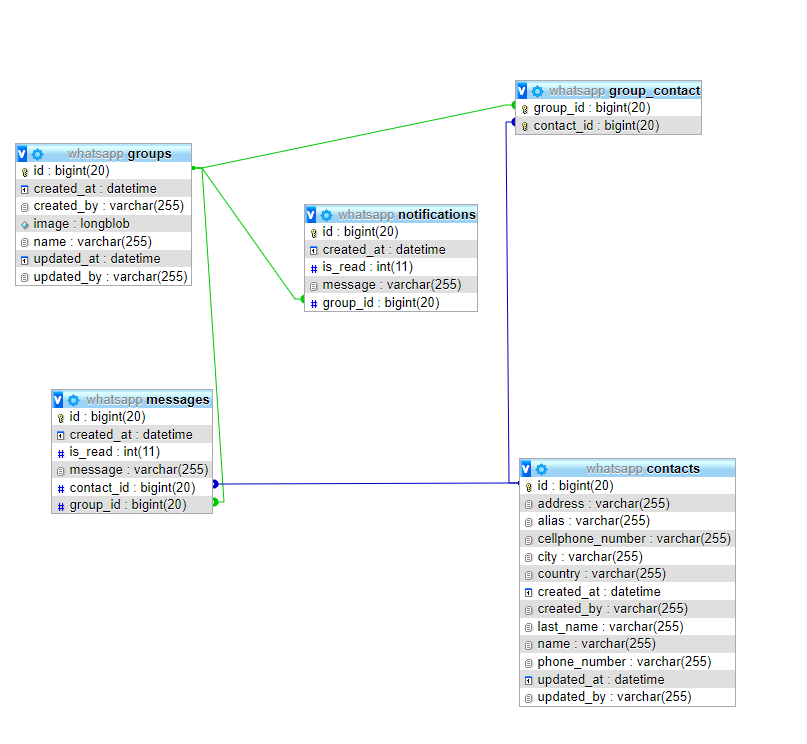 whatsapp group_contact
group_id : bigint(20)
contact_id : bigint(20)
whatsapp groups
id : bigint(20)
created_at : datetime
created_by : varchar(255)
image : longblob
name : varchar(255)
updated_at : datetime
updated_by : varchar(255)
whatsapp notifications
id : bigint(20)
created_at : datetime
is_read : int(11)
message : varchar(255)
group_id : bigint(20)
whatsapp messages
id : bigint(20)
created_at : datetime
is_read : int(11)
message : varchar(255)
contact_id : bigint(20)
group_id : bigint(20)
whatsapp contacts
id : bigint(20)
address : varchar(255)
alias : varchar(255)
cellphone_number : varchar(255)
city : varchar(255)
country : varchar(255)
created_at : datetime
created_by : varchar(255)
last_name : varchar(255)
name : varchar(255)
phone_number : varchar(255)
updated_at : datetime
updated_by : varchar(255)